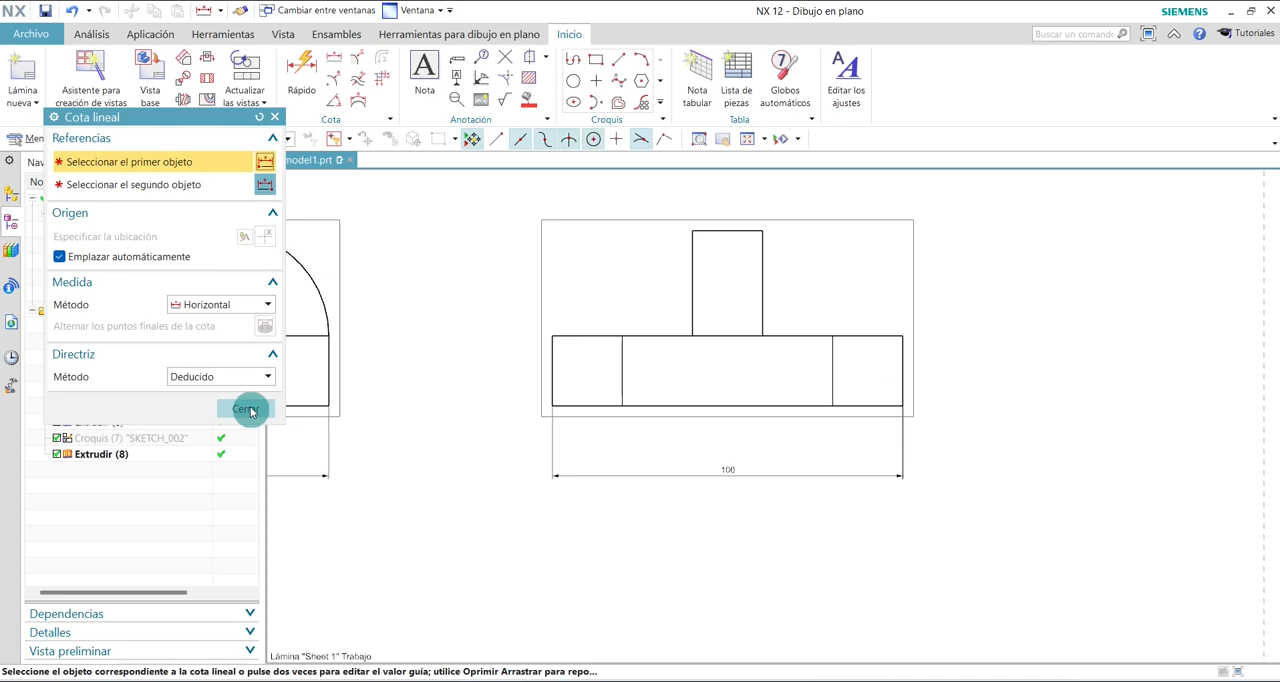 NX
Cambiar entre ventanas
Ventana
NX 12 - Dibujo en plano
SIEMENS
Archivo
Análisis
Aplicación
Herramientas
Vista
Ensambles
Herramientas para dibujo en plano
Inicio
Buscar un comando
Tutoriales
Lámina nueva
Asistente para creación de vistas
Vista base
Actualizar las vistas
Rápido
Cota
Nota
Anotación
Croquis
Nota tabular
Lista de piezas
Globos automáticos
Tabla
Editar los ajustes
Cota lineal
Men
Referencias
model1.prt
* Seleccionar el primer objeto
Nav
* Seleccionar el segundo objeto
No
Origen
Especificar la ubicación
Emplazar automáticamente
Medida
Método
Horizontal
Alternar los puntos finales de la cota
Directriz
Método
Deducido
Cerrar
Croquis (7) "SKETCH_002"
Extrudir (8)
100
Dependencias
Detalles
Vista preliminar
Lámina "Sheet 1" Trabajo
Seleccione el objeto correspondiente a la cota lineal o pulse dos veces para editar el valor guía; utilice Oprimir Arrastrar para repo...